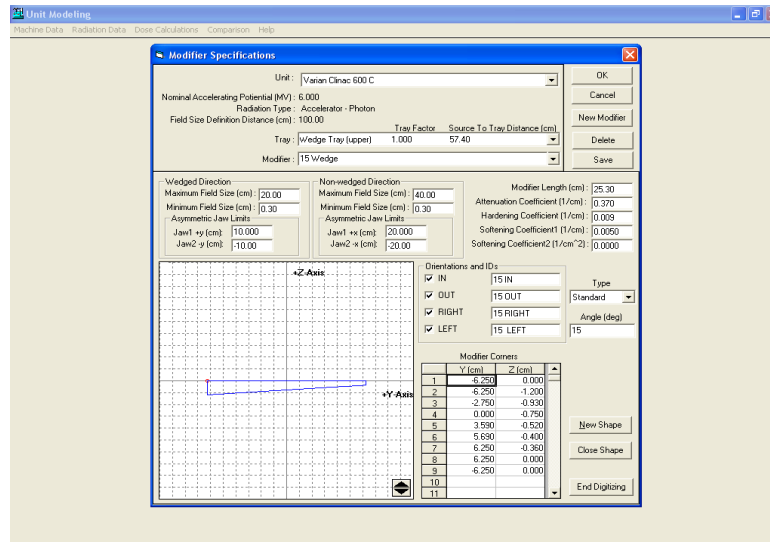 Unit Modeling
Machine Data Radiation Data Dose Calculations Comparison Help
Modifier Specifications
Unit : Varian Clinac 600 C
OK
Nominal Accelerating Potiential (MV) : 6.000
Cancel
Radiation Type : Accelerator - Photon
Field Size Definition Distance (cm) : 100.00
New Modifier
Tray Factor Source To Tray Distance (cm)
Tray : Wedge Tray (upper) 1.000 57.40
Delete
Modifier : 15 Wedge
Save
Wedged Direction
Maximum Field Size (cm) : 20.00
Minimum Field Size (cm) : 0.30
Asymmetric Jaw Limits
Jaw1 +y (cm): 10.000
Jaw2 -y (cm): -10.00
Non-wedged Direction
Maximum Field Size (cm) : 40.00
Minimum Field Size (cm) : 0.30
Asymmetric Jaw Limits
Jaw1 +x (cm): 20.000
Jaw2 -x (cm): -20.00
Modifier Length (cm) : 25.30
Attenuation Coefficient (1/cm) : 0.370
Hardening Coefficient (1/cm) : 0.009
Softening Coefficient1 (1/cm) : 0.0050
Softening Coefficient2 (1/cm^2) : 0.0000
+Z Axis
+Y Axis
Orientations and IDs
IN 15 IN
OUT 15 OUT
RIGHT 15 RIGHT
LEFT 15 LEFT
Type
Standard
Angle (deg)
15
Modifier Corners
Y (cm) Z (cm)
1 -6.250 0.000
2 -6.250 -1.200
3 -2.750 -0.930
4 0.000 -0.750
5 3.590 -0.520
6 5.690 -0.400
7 6.250 -0.360
8 6.250 0.000
9 -6.250 0.000
10
11
New Shape
Close Shape
End Digitizing